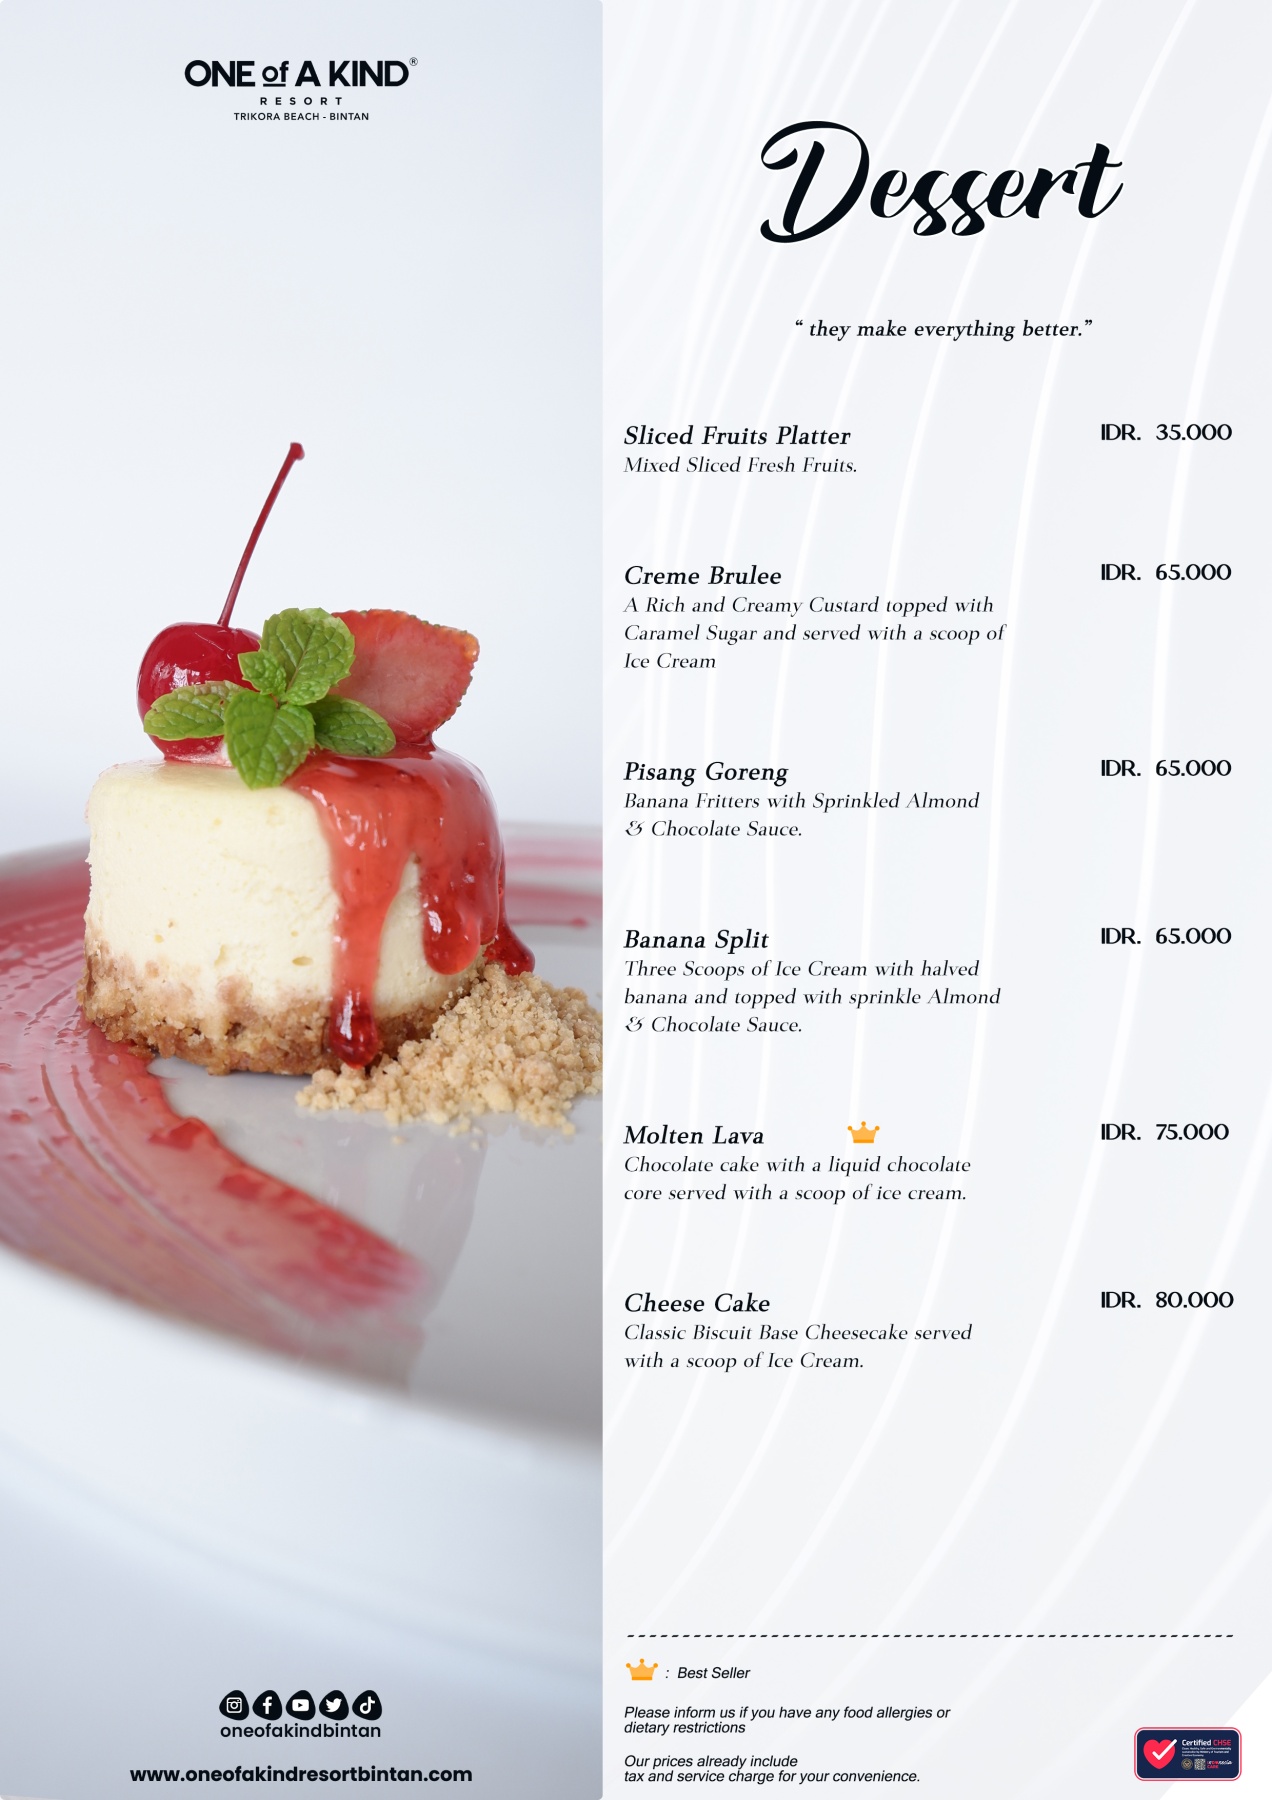 ONE of A KIND®
RESORT
TRIKORA BEACH - BINTAN
Dessert
“ they make everything better.”
Sliced Fruits Platter IDR. 35.000
Mixed Sliced Fresh Fruits.
Creme Brulee IDR. 65.000
A Rich and Creamy Custard topped with
Caramel Sugar and served with a scoop of
Ice Cream
Pisang Goreng IDR. 65.000
Banana Fritters with Sprinkled Almond
& Chocolate Sauce.
Banana Split IDR. 65.000
Three Scoops of Ice Cream with halved
banana and topped with sprinkle Almond
& Chocolate Sauce.
Molten Lava IDR. 75.000
Chocolate cake with a liquid chocolate
core served with a scoop of ice cream.
Cheese Cake IDR. 80.000
Classic Biscuit Base Cheesecake served
with a scoop of Ice Cream.
: Best Seller
Please inform us if you have any food allergies or
dietary restrictions
Our prices already include
tax and service charge for your convenience.
oneofakindbintan
www.oneofakindresortbintan.com
Certified CHSE